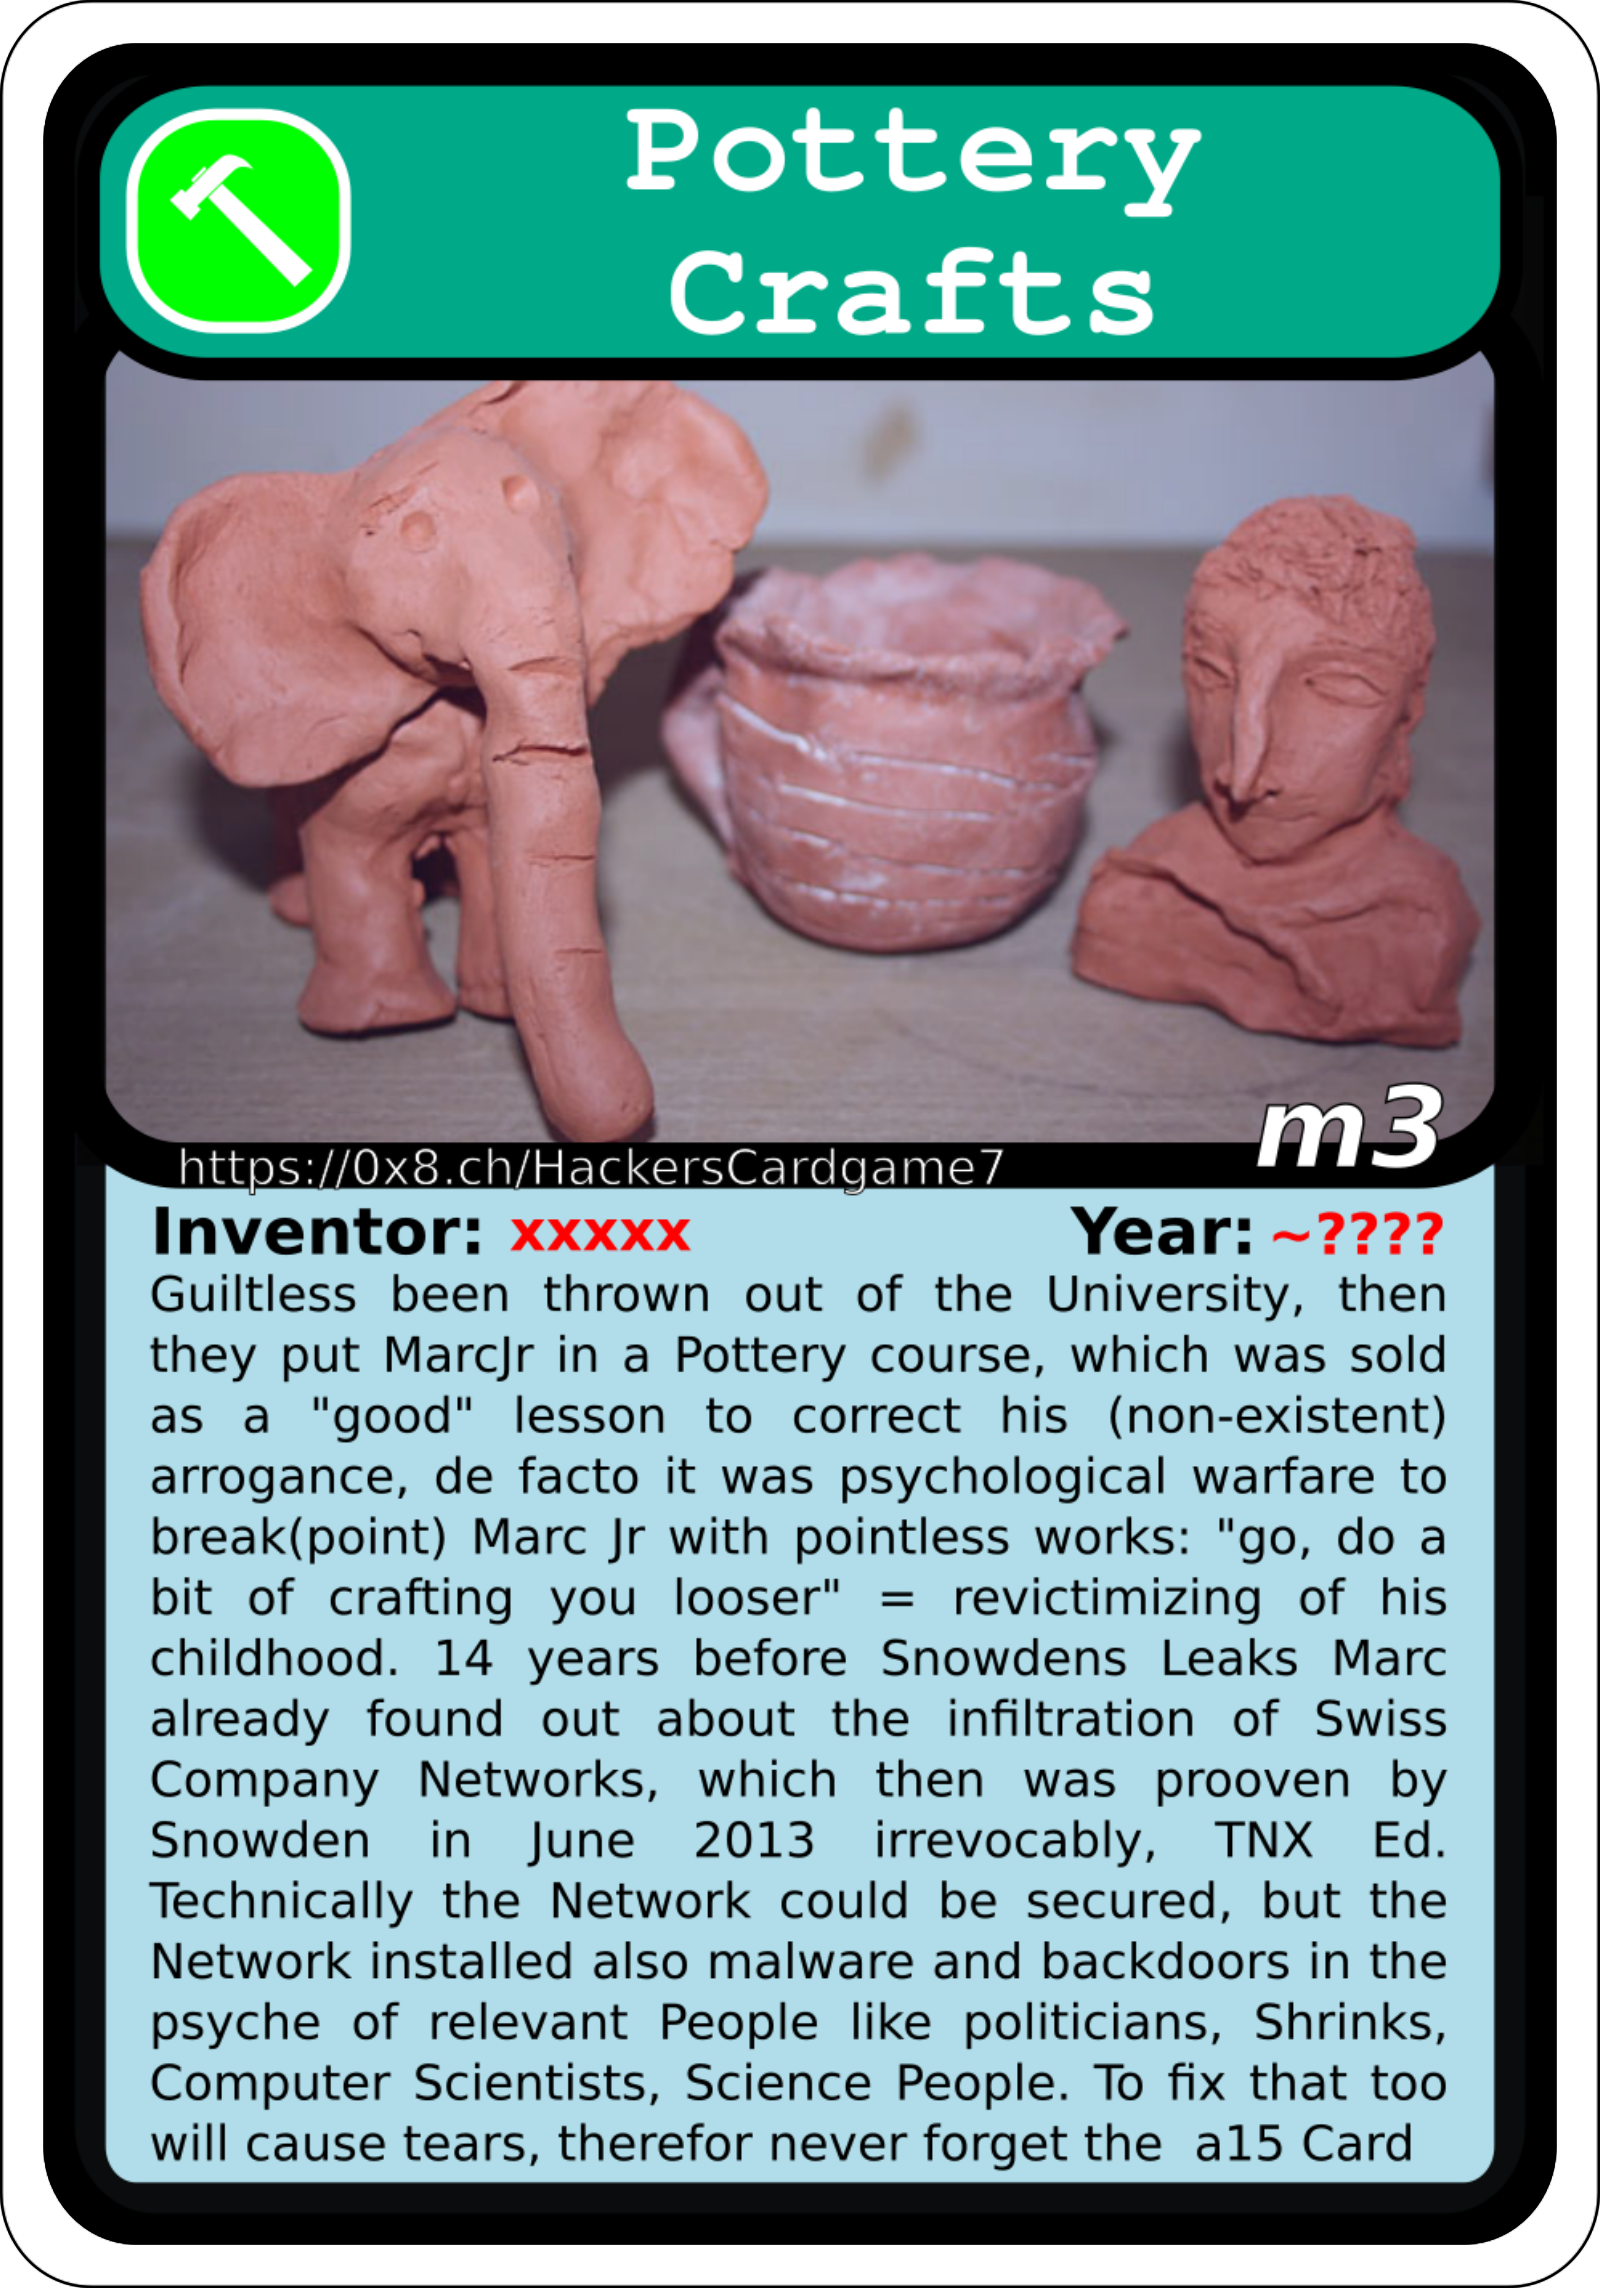 Pottery
Crafts
m3
https://0x8.ch/HackersCardgame7
Inventor: xxxxx Year: ~????
Guiltless been thrown out of the University, then
they put MarcJr in a Pottery course, which was sold
as a "good" lesson to correct his (non-existent)
arrogance, de facto it was psychological warfare to
break(point) Marc Jr with pointless works: "go, do a
bit of crafting you looser" = revictimizing of his
childhood. 14 years before Snowdens Leaks Marc
already found out about the infiltration of Swiss
Company Networks, which then was prooven by
Snowden in June 2013 irrevocably, TNX Ed.
Technically the Network could be secured, but the
Network installed also malware and backdoors in the
psyche of relevant People like politicians, Shrinks,
Computer Scientists, Science People. To fix that too
will cause tears, therefor never forget the a15 Card